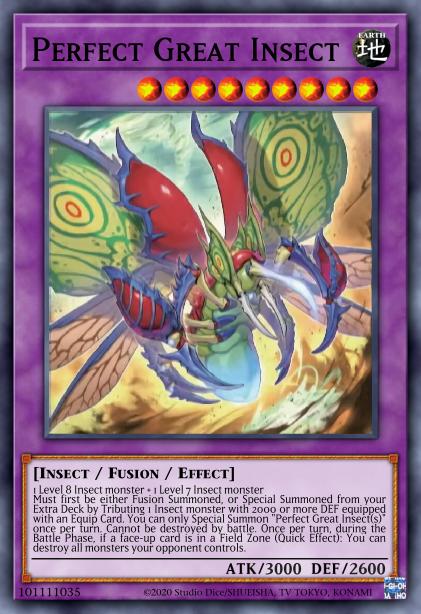 PERFECT GREAT INSECT
EARTH
地
[INSECT / FUSION / EFFECT]
1 Level 8 Insect monster + 1 Level 7 Insect monster
Must first be either Fusion Summoned, or Special Summoned from your
Extra Deck by Tributing 1 Insect monster with 2000 or more DEF equipped
with an Equip Card. You can only Special Summon "Perfect Great Insect(s)"
once per turn. Cannot be destroyed by battle. Once per turn, during the
Battle Phase, if a face-up card is in a Field Zone (Quick Effect): You can
destroy all monsters your opponent controls.
ATK/3000 DEF/2600
101111035
©2020 Studio Dice/SHUEISHA, TV TOKYO, KONAMI